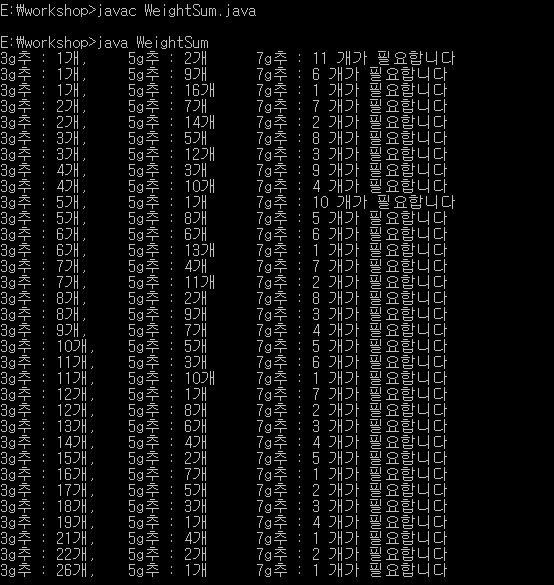 E:\workshop>javac WeightSum.java
E:\workshop>java WeightSum
3g추 : 1개, 5g추 : 2개 7g추 : 11 개가 필요합니다
3g추 : 1개, 5g추 : 9개 7g추 : 6 개가 필요합니다
3g추 : 1개, 5g추 : 16개 7g추 : 1 개가 필요합니다
3g추 : 2개, 5g추 : 7개 7g추 : 7 개가 필요합니다
3g추 : 2개, 5g추 : 14개 7g추 : 2 개가 필요합니다
3g추 : 3개, 5g추 : 5개 7g추 : 8 개가 필요합니다
3g추 : 3개, 5g추 : 12개 7g추 : 3 개가 필요합니다
3g추 : 4개, 5g추 : 3개 7g추 : 9 개가 필요합니다
3g추 : 4개, 5g추 : 10개 7g추 : 4 개가 필요합니다
3g추 : 5개, 5g추 : 1개 7g추 : 10 개가 필요합니다
3g추 : 5개, 5g추 : 8개 7g추 : 5 개가 필요합니다
3g추 : 6개, 5g추 : 6개 7g추 : 6 개가 필요합니다
3g추 : 6개, 5g추 : 13개 7g추 : 1 개가 필요합니다
3g추 : 7개, 5g추 : 4개 7g추 : 7 개가 필요합니다
3g추 : 7개, 5g추 : 11개 7g추 : 2 개가 필요합니다
3g추 : 8개, 5g추 : 2개 7g추 : 8 개가 필요합니다
3g추 : 8개, 5g추 : 9개 7g추 : 3 개가 필요합니다
3g추 : 9개, 5g추 : 7개 7g추 : 4 개가 필요합니다
3g추 : 10개, 5g추 : 5개 7g추 : 5 개가 필요합니다
3g추 : 11개, 5g추 : 3개 7g추 : 6 개가 필요합니다
3g추 : 11개, 5g추 : 10개 7g추 : 1 개가 필요합니다
3g추 : 12개, 5g추 : 1개 7g추 : 7 개가 필요합니다
3g추 : 12개, 5g추 : 8개 7g추 : 2 개가 필요합니다
3g추 : 13개, 5g추 : 6개 7g추 : 3 개가 필요합니다
3g추 : 14개, 5g추 : 4개 7g추 : 4 개가 필요합니다
3g추 : 15개, 5g추 : 2개 7g추 : 5 개가 필요합니다
3g추 : 16개, 5g추 : 7개 7g추 : 1 개가 필요합니다
3g추 : 17개, 5g추 : 5개 7g추 : 2 개가 필요합니다
3g추 : 18개, 5g추 : 3개 7g추 : 3 개가 필요합니다
3g추 : 19개, 5g추 : 1개 7g추 : 4 개가 필요합니다
3g추 : 21개, 5g추 : 4개 7g추 : 1 개가 필요합니다
3g추 : 22개, 5g추 : 2개 7g추 : 2 개가 필요합니다
3g추 : 26개, 5g추 : 1개 7g추 : 1 개가 필요합니다